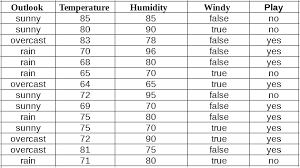 Outlook Temperature Humidity Windy Play
sunny 85 85 false no
sunny 80 90 true no
overcast 83 78 false yes
rain 70 96 false yes
rain 68 80 false yes
rain 65 70 true no
overcast 64 65 true yes
sunny 72 95 false no
sunny 69 70 false yes
rain 75 80 false yes
sunny 75 70 true yes
overcast 72 90 true yes
overcast 81 75 false yes
rain 71 80 true no